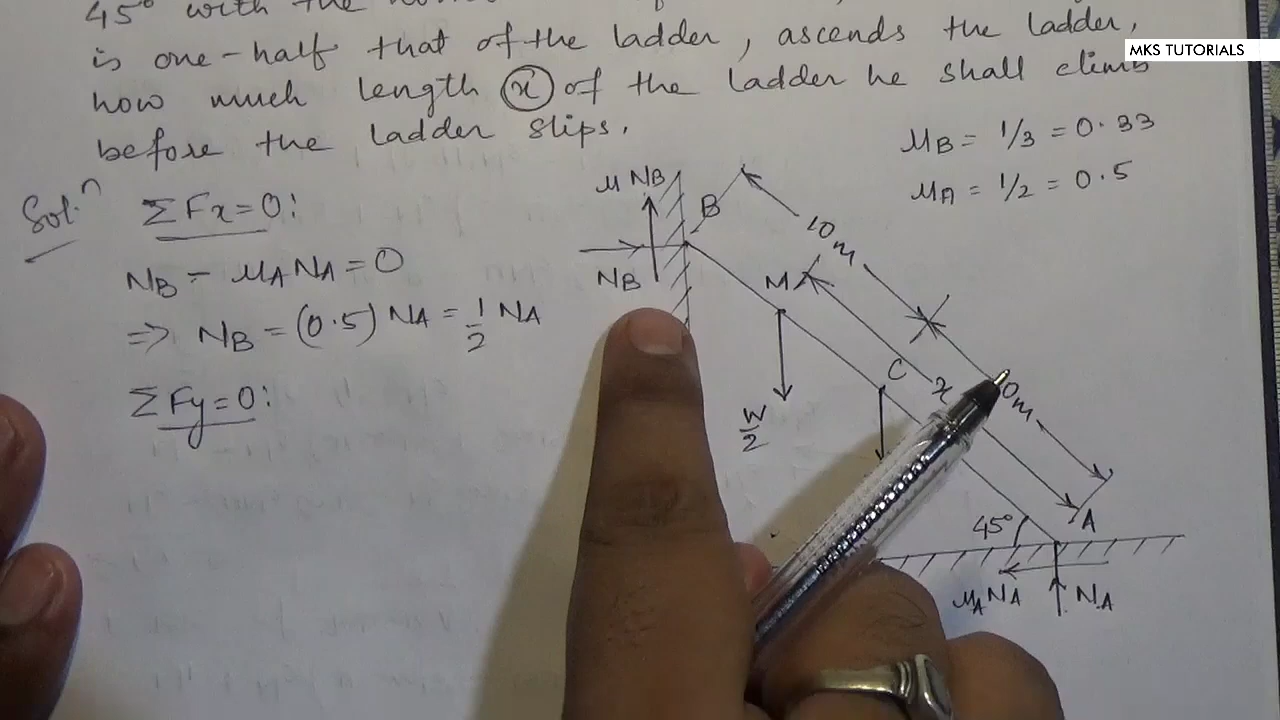 45° with the
is one-half that of the ladder, ascends the ladder,
how much length x of the ladder he shall climb
before the ladder slips.
MKS TUTORIALS
μB = 1/3 = 0.33
μA = 1/2 = 0.5
Solⁿ
ΣFx=0:
NB - μA NA = 0
=> NB = (0.5) NA = 1/2 NA
ΣFy=0:
μ NB
B
NB
10m
M
W/2
C
x
10m
45°
A
μA NA
NA